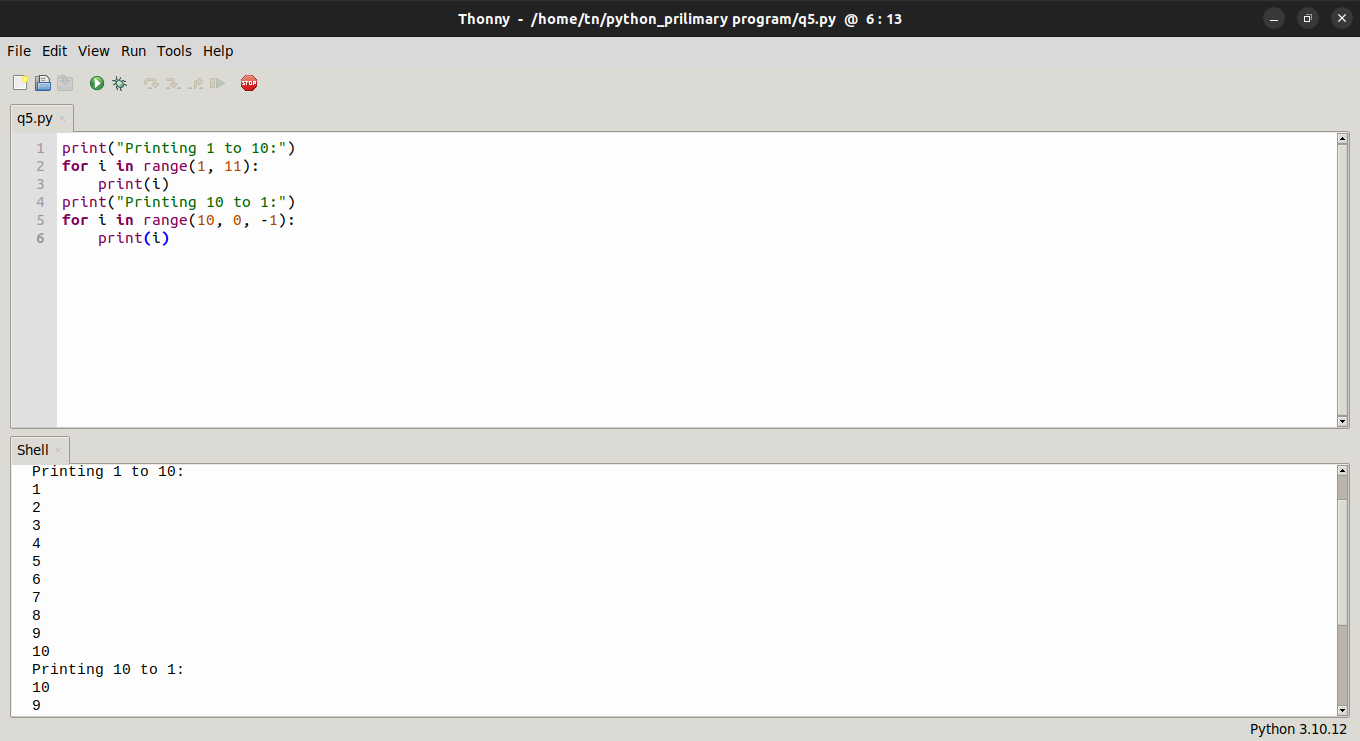 Thonny - /home/tn/python_prilimary program/q5.py @ 6 : 13
File Edit View Run Tools Help
STOP
q5.py
1 print("Printing 1 to 10:")
2 for i in range(1, 11):
3     print(i)
4 print("Printing 10 to 1:")
5 for i in range(10, 0, -1):
6     print(i)
Shell
Printing 1 to 10:
1
2
3
4
5
6
7
8
9
10
Printing 10 to 1:
10
9
Python 3.10.12